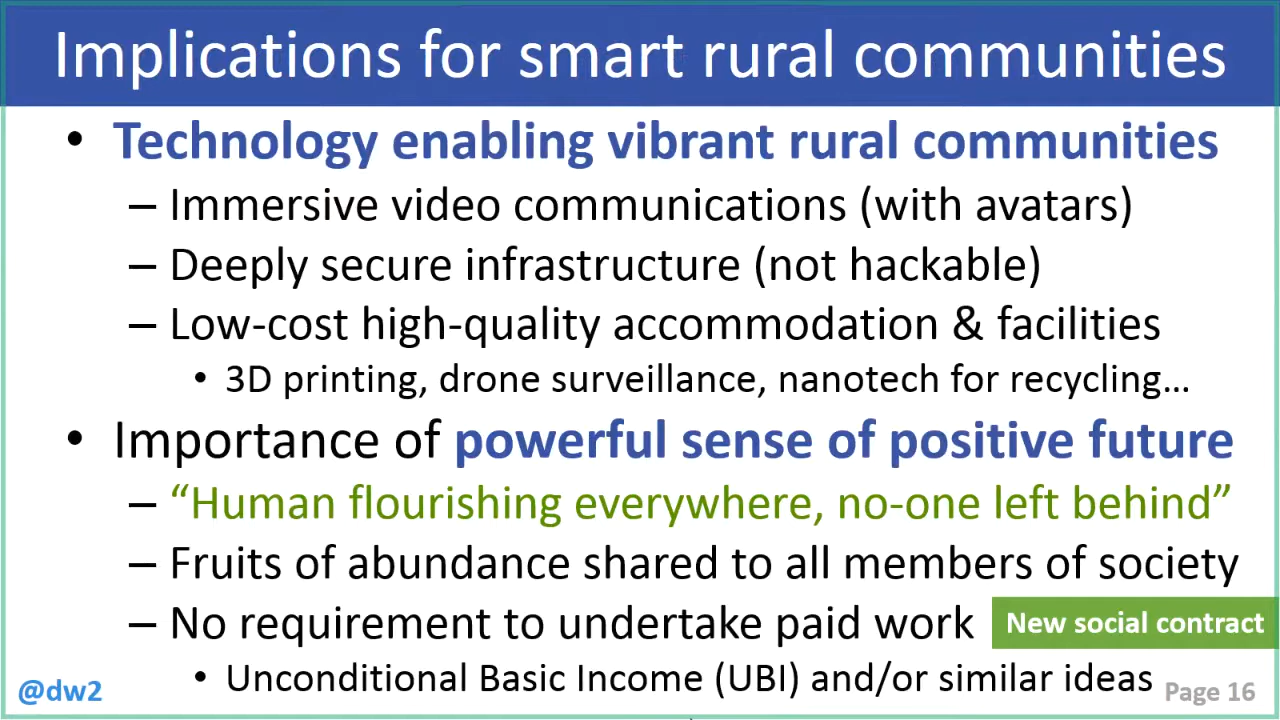 Implications for smart rural communities
• Technology enabling vibrant rural communities
– Immersive video communications (with avatars)
– Deeply secure infrastructure (not hackable)
– Low-cost high-quality accommodation & facilities
• 3D printing, drone surveillance, nanotech for recycling…
• Importance of powerful sense of positive future
– “Human flourishing everywhere, no-one left behind”
– Fruits of abundance shared to all members of society
– No requirement to undertake paid work
New social contract
• Unconditional Basic Income (UBI) and/or similar ideas
@dw2
Page 16